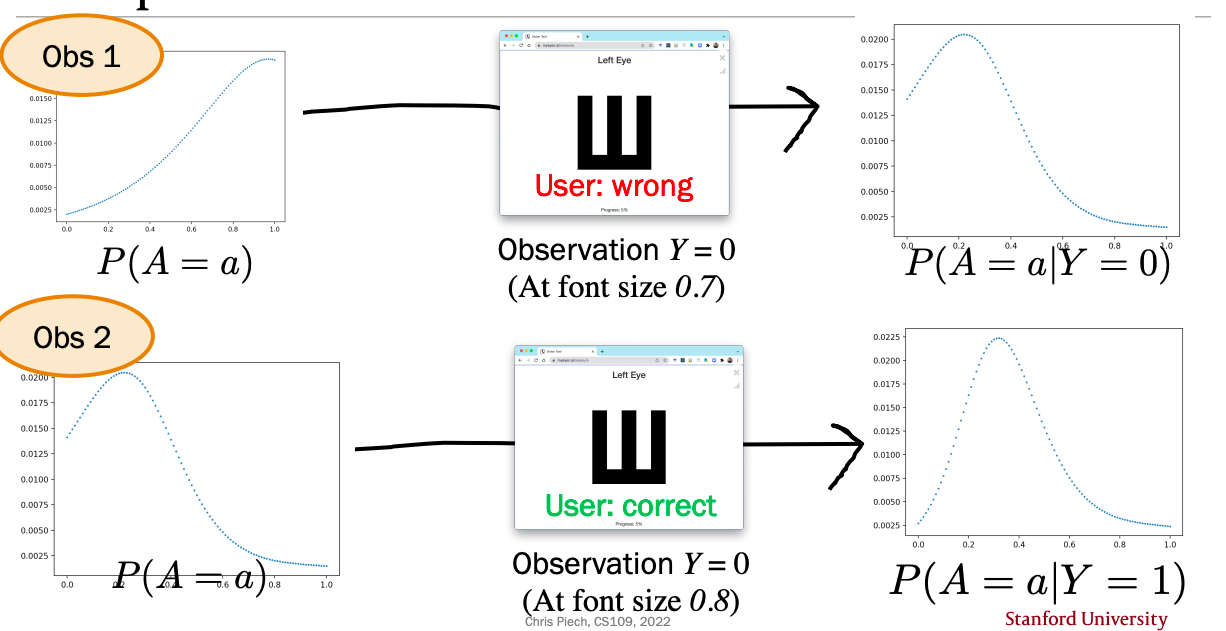 Obs 1
0.0150
0.0125
0.0100
0.0075
0.0050
0.0025
0.0 0.2 0.4 0.6 0.8 1.0
P(A = a)
Left Eye
User: wrong
Progress: 5%
Observation Y = 0
(At font size 0.7)
0.0200
0.0175
0.0150
0.0125
0.0100
0.0075
0.0050
0.0025
0.0 0.2 0.4 0.6 0.8 1.0
P(A = a|Y = 0)
Obs 2
0.0200
0.0175
0.0150
0.0125
0.0100
0.0075
0.0050
0.0025
0.0 0.2 0.4 0.6 0.8 1.0
P(A = a)
Left Eye
User: correct
Progress: 5%
Observation Y = 0
(At font size 0.8)
0.0225
0.0200
0.0175
0.0150
0.0125
0.0100
0.0075
0.0050
0.0025
0.0 0.2 0.4 0.6 0.8 1.0
P(A = a|Y = 1)
Chris Piech, CS109, 2022
Stanford University